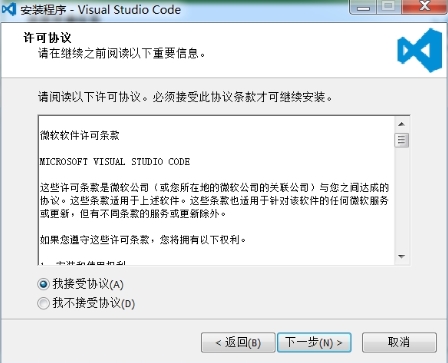 安装程序 - Visual Studio Code
许可协议
请在继续之前阅读以下重要信息。
请阅读以下许可协议。必须接受此协议条款才可继续安装。
微软软件许可条款
MICROSOFT VISUAL STUDIO CODE
这些许可条款是微软公司（或您所在地的微软公司的关联公司）与您之间达成的
协议。这些条款适用于上述软件。这些条款也适用于针对该软件的任何微软服务
或更新，但有不同条款的服务或更新除外。
如果您遵守这些许可条款，您将拥有以下权利。
1. 安装和使用权利
我接受协议(A)
我不接受协议(D)
< 返回(B)
下一步(N) >
取消